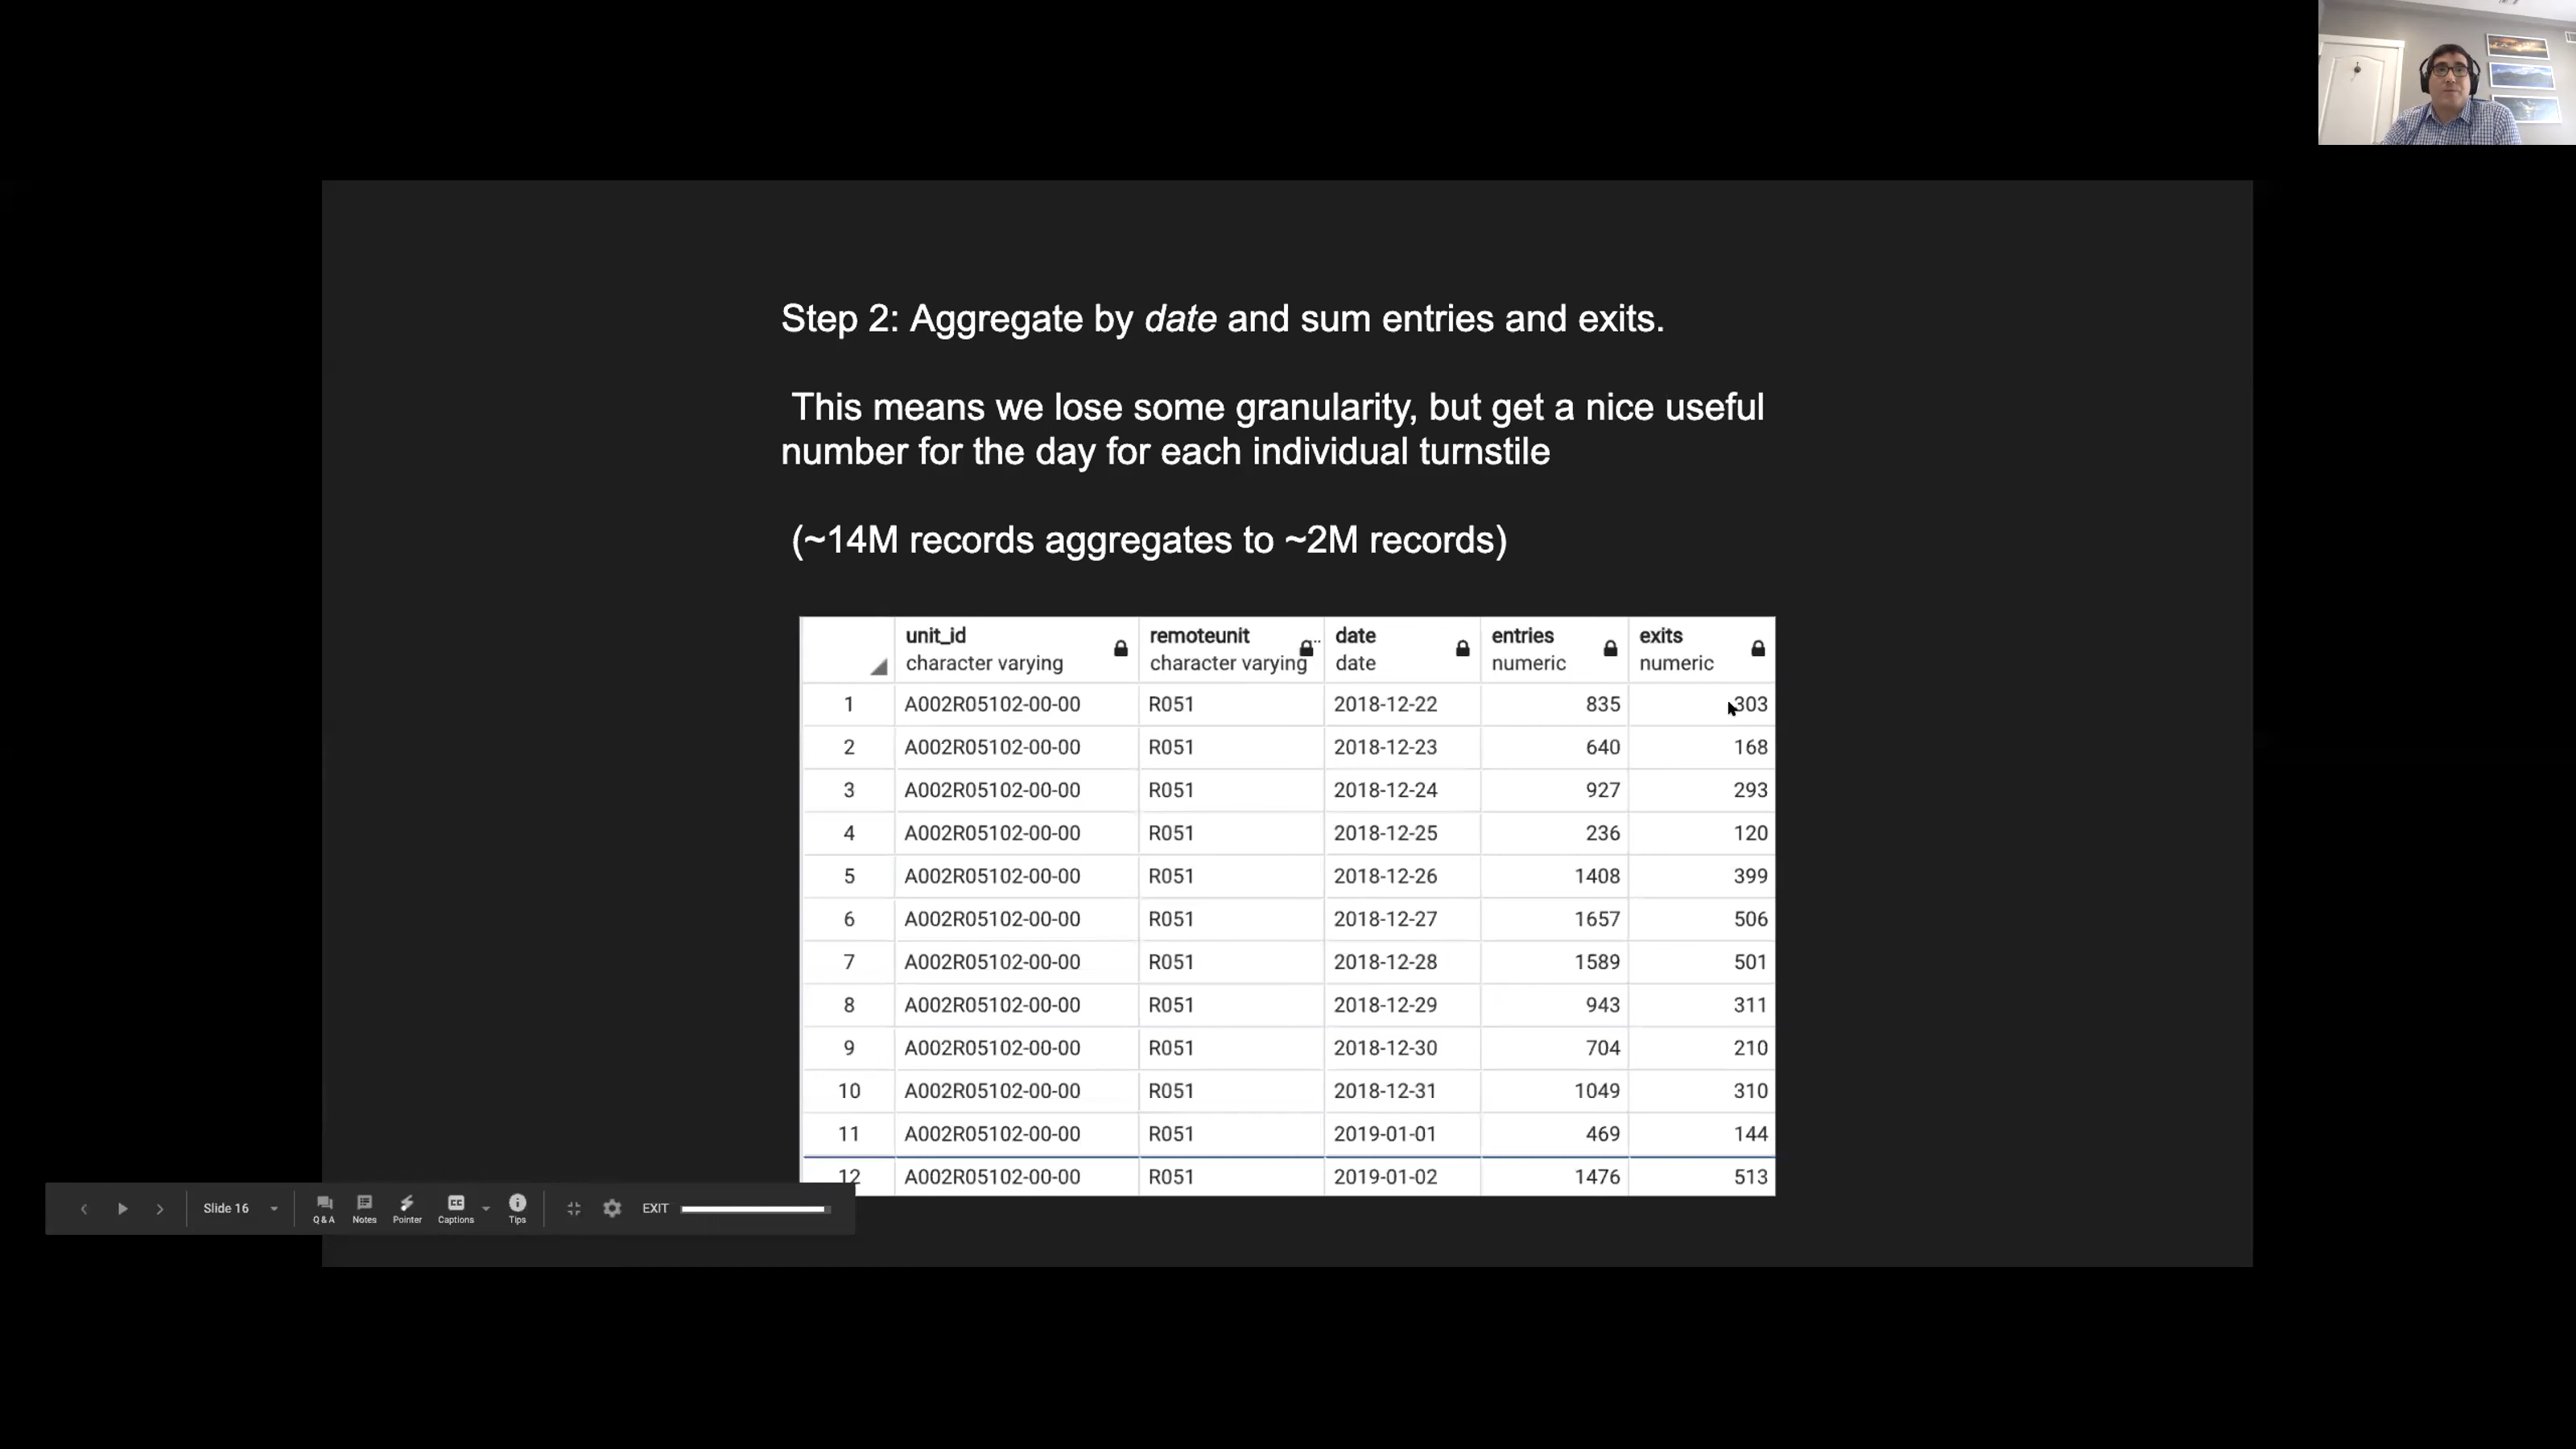 Step 2: Aggregate by date and sum entries and exits.
This means we lose some granularity, but get a nice useful
number for the day for each individual turnstile
(~14M records aggregates to ~2M records)
unit_id remoteunit date entries exits
character varying character varying date numeric numeric
1 A002R05102-00-00 R051 2018-12-22 835 303
2 A002R05102-00-00 R051 2018-12-23 640 168
3 A002R05102-00-00 R051 2018-12-24 927 293
4 A002R05102-00-00 R051 2018-12-25 236 120
5 A002R05102-00-00 R051 2018-12-26 1408 399
6 A002R05102-00-00 R051 2018-12-27 1657 506
7 A002R05102-00-00 R051 2018-12-28 1589 501
8 A002R05102-00-00 R051 2018-12-29 943 311
9 A002R05102-00-00 R051 2018-12-30 704 210
10 A002R05102-00-00 R051 2018-12-31 1049 310
11 A002R05102-00-00 R051 2019-01-01 469 144
12 A002R05102-00-00 R051 2019-01-02 1476 513
Slide 16 Q&A Notes Pointer CC Captions Tips EXIT